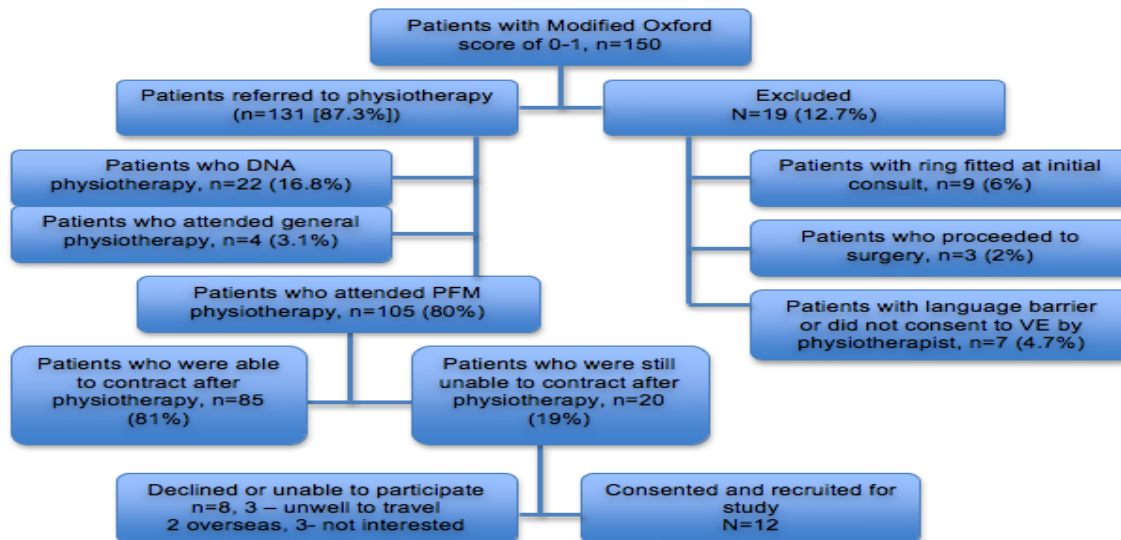 Patients with Modified Oxford
score of 0-1, n=150
Patients referred to physiotherapy
(n=131 [87.3%])
Excluded
N=19 (12.7%)
Patients who DNA
physiotherapy, n=22 (16.8%)
Patients who attended general
physiotherapy, n=4 (3.1%)
Patients who attended PFM
physiotherapy, n=105 (80%)
Patients with ring fitted at initial
consult, n=9 (6%)
Patients who proceeded to
surgery, n=3 (2%)
Patients with language barrier
or did not consent to VE by
physiotherapist, n=7 (4.7%)
Patients who were able
to contract after
physiotherapy, n=85
(81%)
Patients who were still
unable to contract after
physiotherapy, n=20
(19%)
Declined or unable to participate
n=8, 3 – unwell to travel
2 overseas, 3- not interested
Consented and recruited for
study
N=12